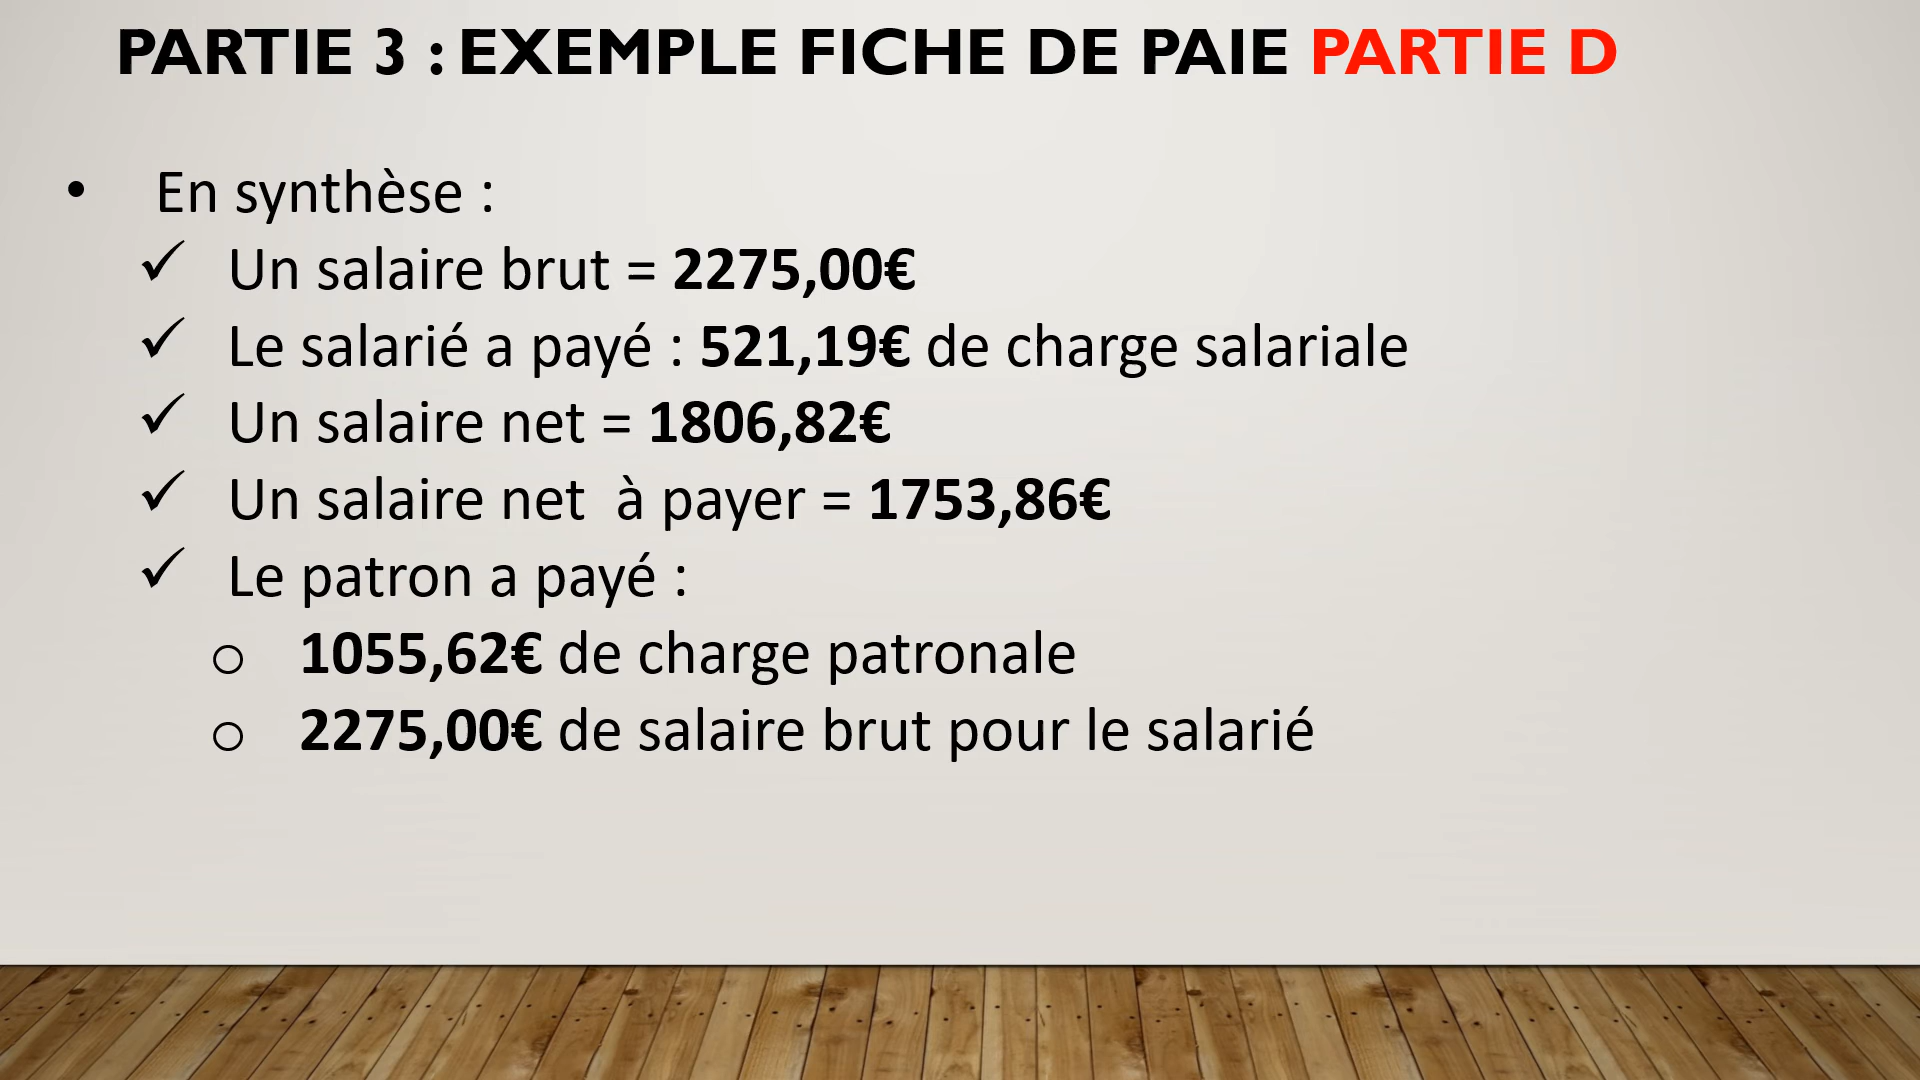 PARTIE 3 : EXEMPLE FICHE DE PAIE PARTIE D
• En synthèse :
✓ Un salaire brut = 2275,00€
✓ Le salarié a payé : 521,19€ de charge salariale
✓ Un salaire net = 1806,82€
✓ Un salaire net à payer = 1753,86€
✓ Le patron a payé :
o 1055,62€ de charge patronale
o 2275,00€ de salaire brut pour le salarié